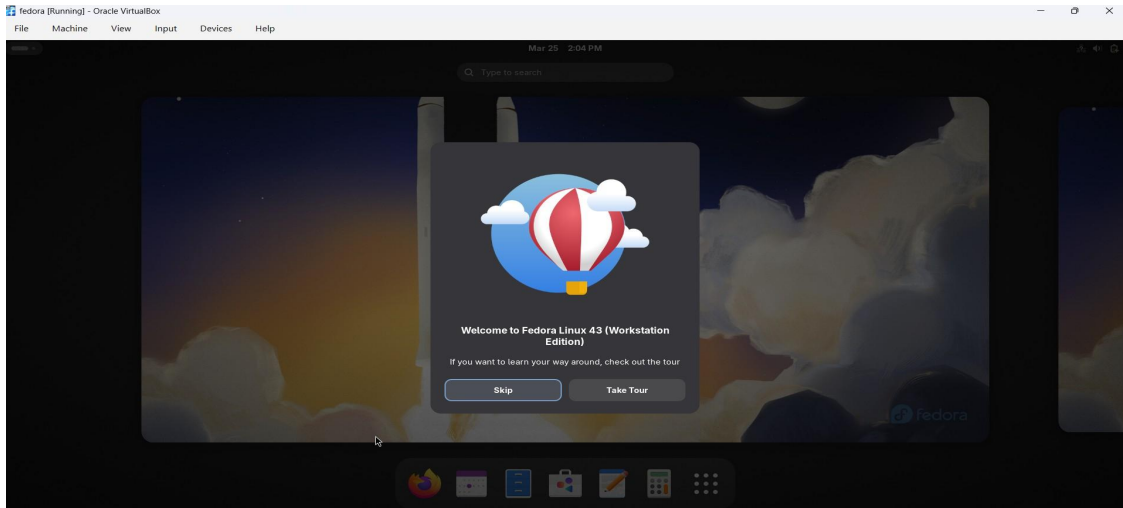 fedora [Running] - Oracle VirtualBox
File Machine View Input Devices Help
Mar 25 2:04 PM
Type to search
Welcome to Fedora Linux 43 (Workstation
Edition)
If you want to learn your way around, check out the tour
Skip Take Tour
fedora